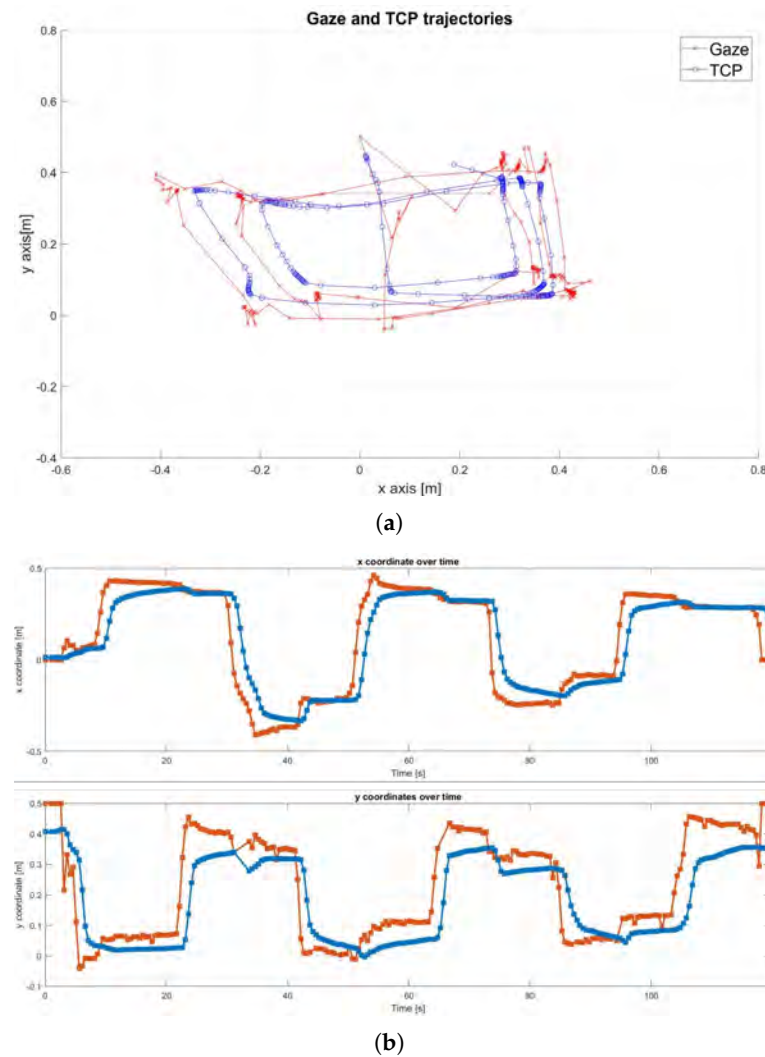 Gaze and TCP trajectories
Gaze
TCP
0.8
0.6
0.4
0.2
0
-0.2
-0.4
y axis[m]
-0.6 -0.4 -0.2 0 0.2 0.4 0.6 0.8
x axis [m]
(a)
x coordinate over time
0.5
0
-0.5
x coordinate [m]
0 20 40 60 80 100
Time [s]
y coordinates over time
0.5
0.4
0.3
0.2
0.1
0
-0.1
y coordinate [m]
0 20 40 60 80 100
Time [s]
(b)